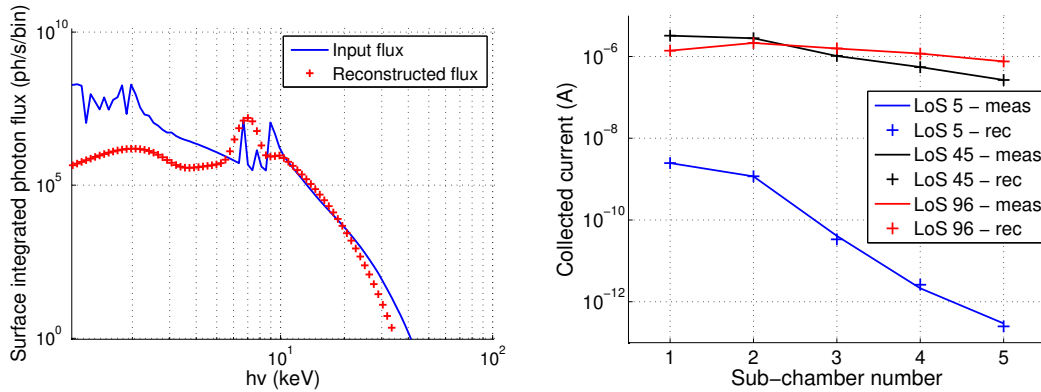 Surface integrated photon flux (ph/s/bin)
10^10
10^5
10^0
10^1
10^2
hν (keV)
Input flux
Reconstructed flux
Collected current (A)
10^−6
10^−8
10^−10
10^−12
1 2 3 4 5
Sub−chamber number
LoS 5 − meas
LoS 5 − rec
LoS 45 − meas
LoS 45 − rec
LoS 96 − meas
LoS 96 − rec